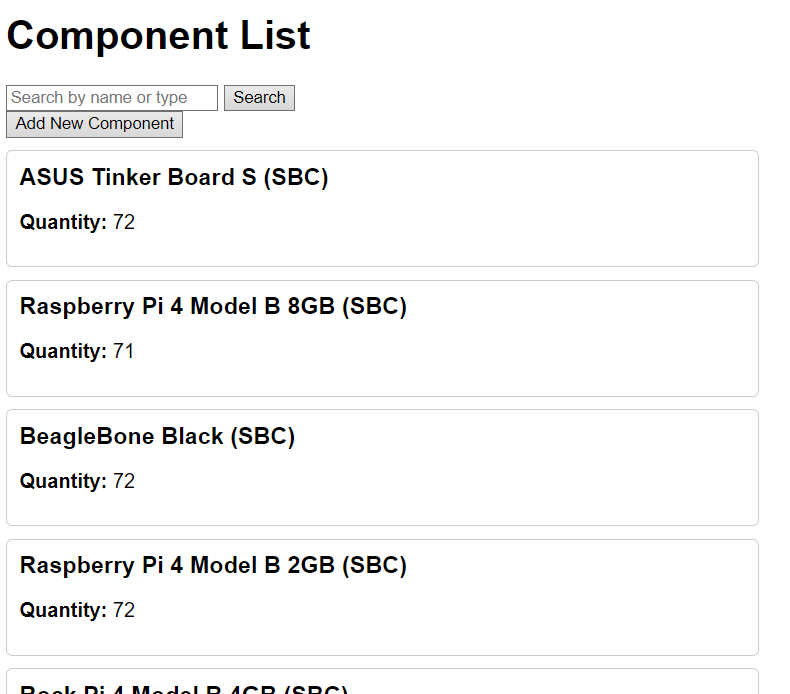 Component List
Search by name or type Search
Add New Component
ASUS Tinker Board S (SBC)
Quantity: 72
Raspberry Pi 4 Model B 8GB (SBC)
Quantity: 71
BeagleBone Black (SBC)
Quantity: 72
Raspberry Pi 4 Model B 2GB (SBC)
Quantity: 72
Rock Pi 4 Model B 4GB (SBC)